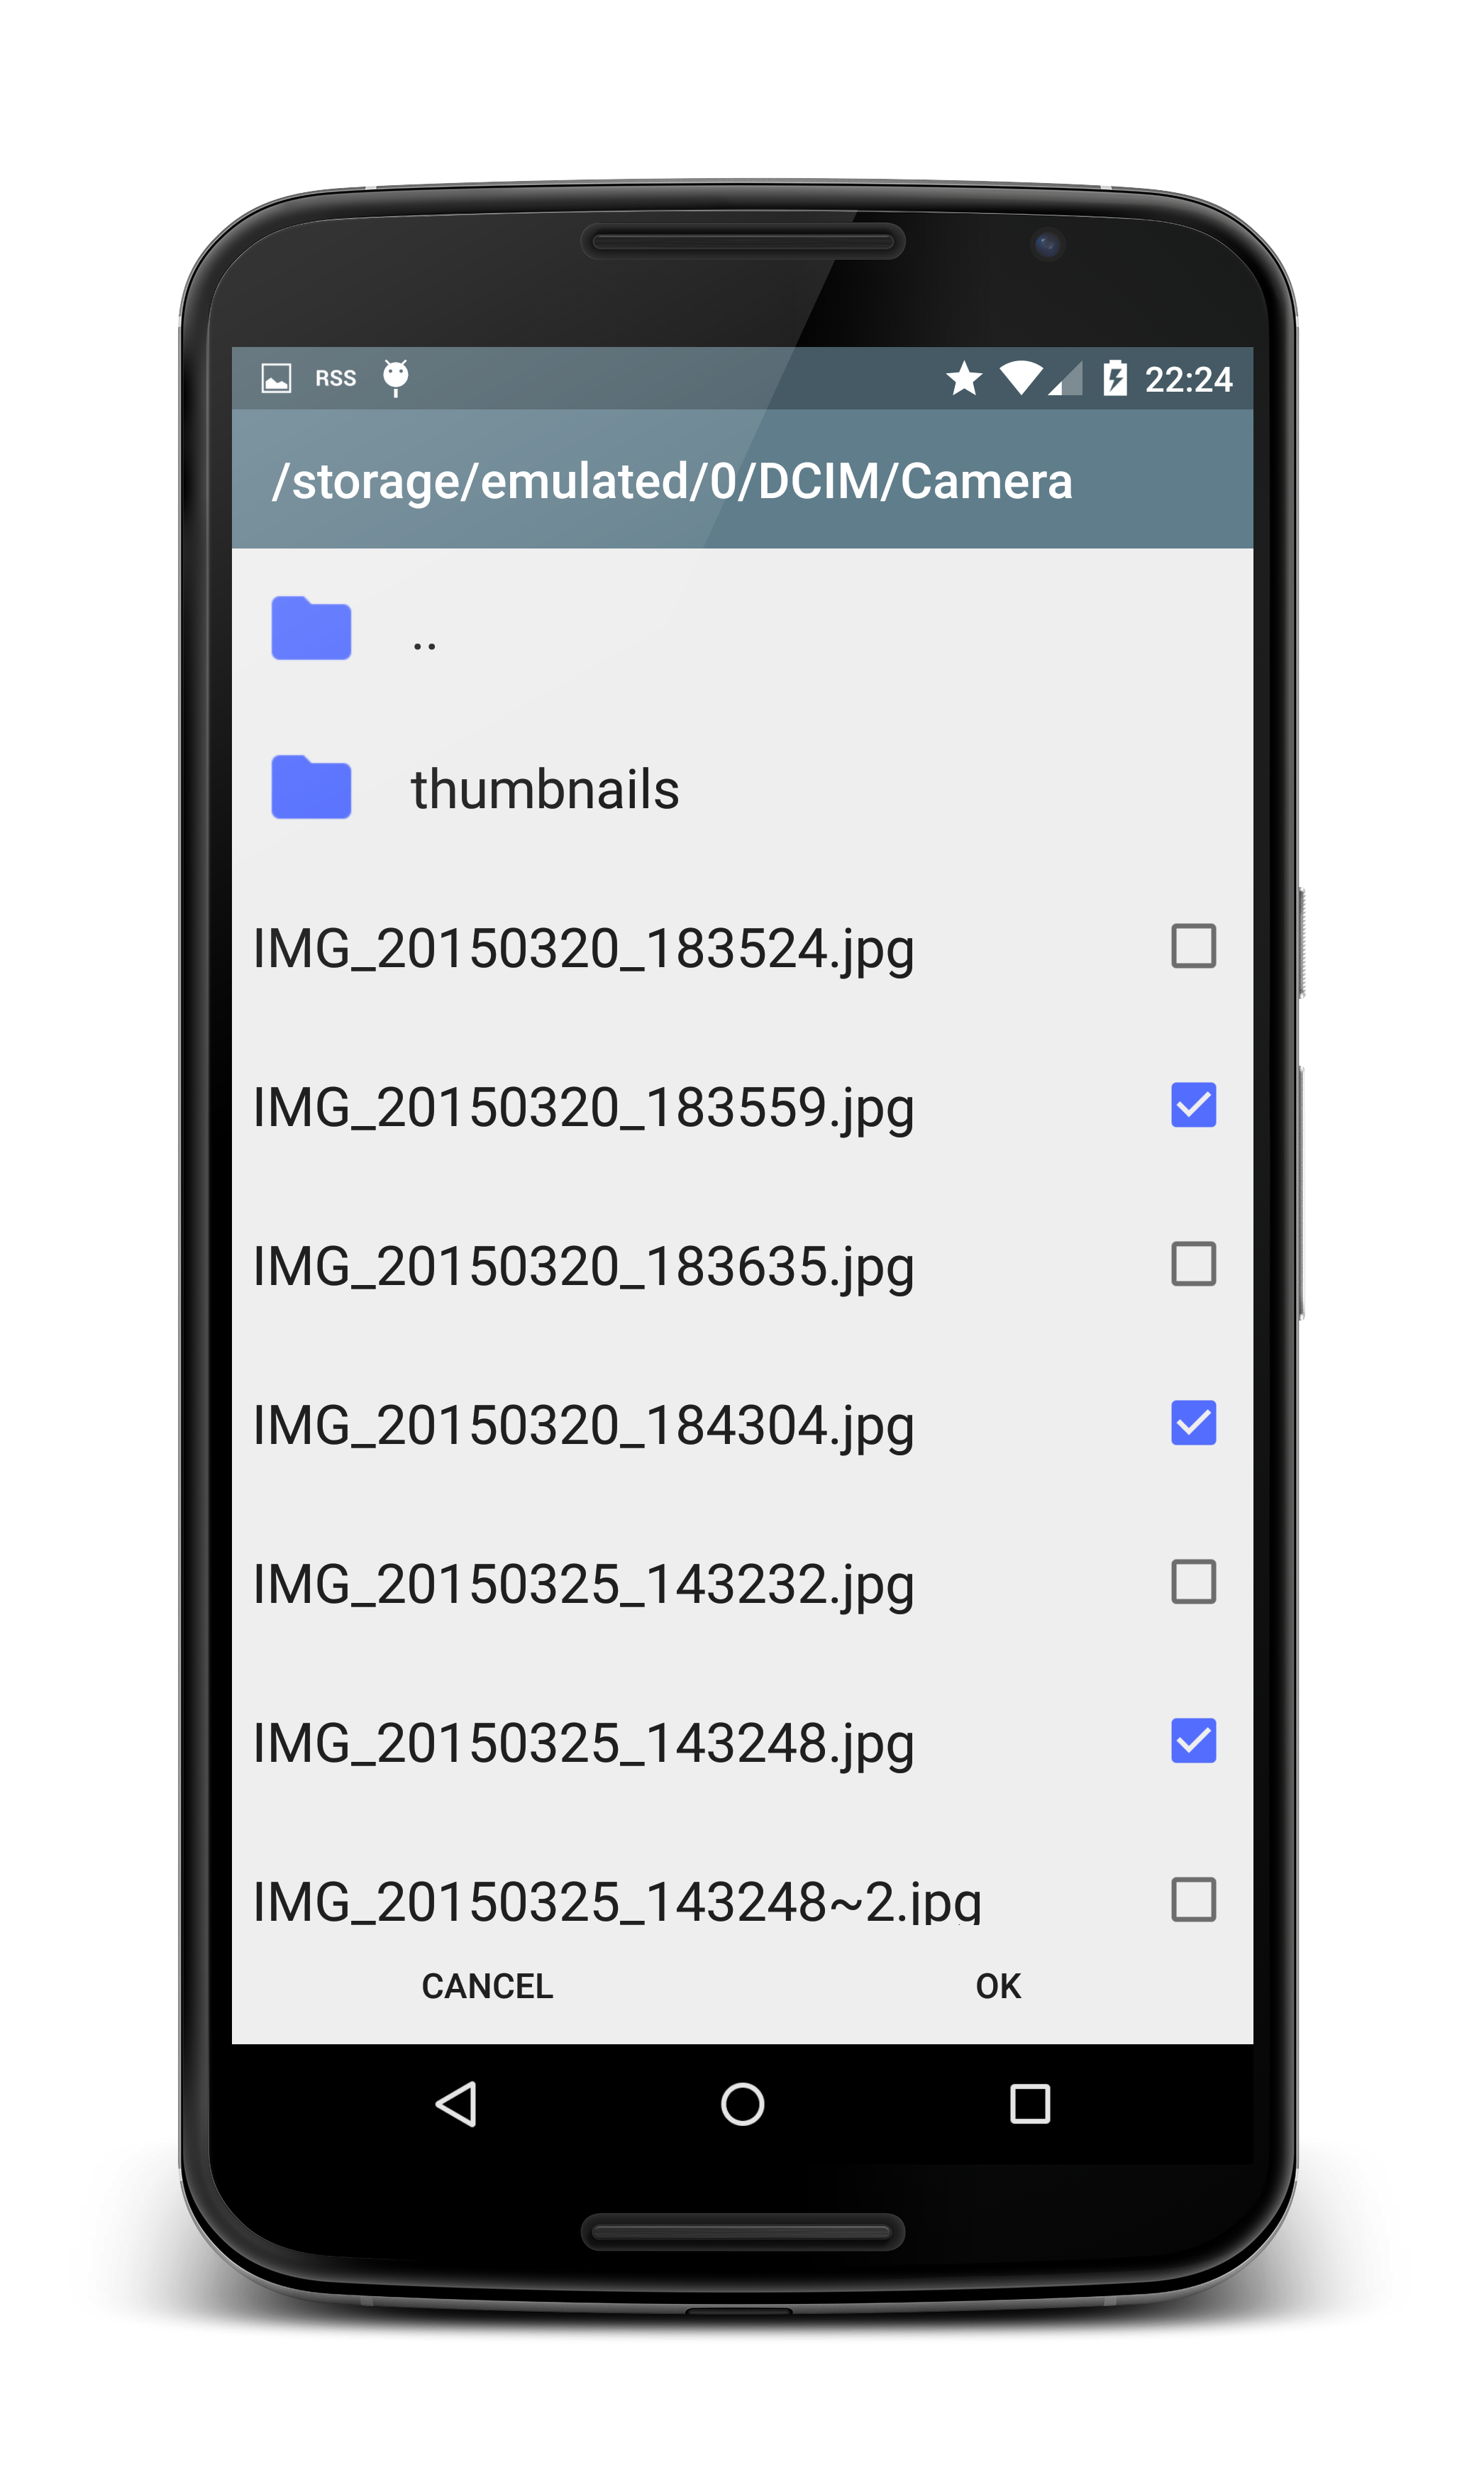 RSS 22:24
/storage/emulated/0/DCIM/Camera
..
thumbnails
IMG_20150320_183524.jpg
IMG_20150320_183559.jpg
IMG_20150320_183635.jpg
IMG_20150320_184304.jpg
IMG_20150325_143232.jpg
IMG_20150325_143248.jpg
IMG_20150325_143248~2.jpg
CANCEL OK